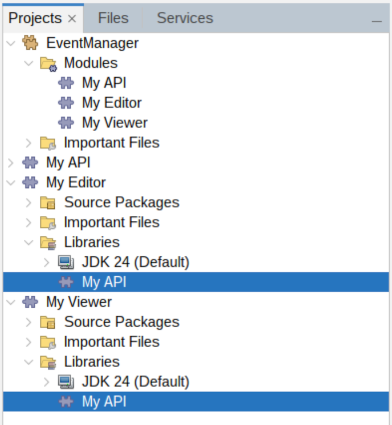 Projects × Files Services
EventManager
Modules
My API
My Editor
My Viewer
Important Files
My API
My Editor
Source Packages
Important Files
Libraries
JDK 24 (Default)
My API
My Viewer
Source Packages
Important Files
Libraries
JDK 24 (Default)
My API